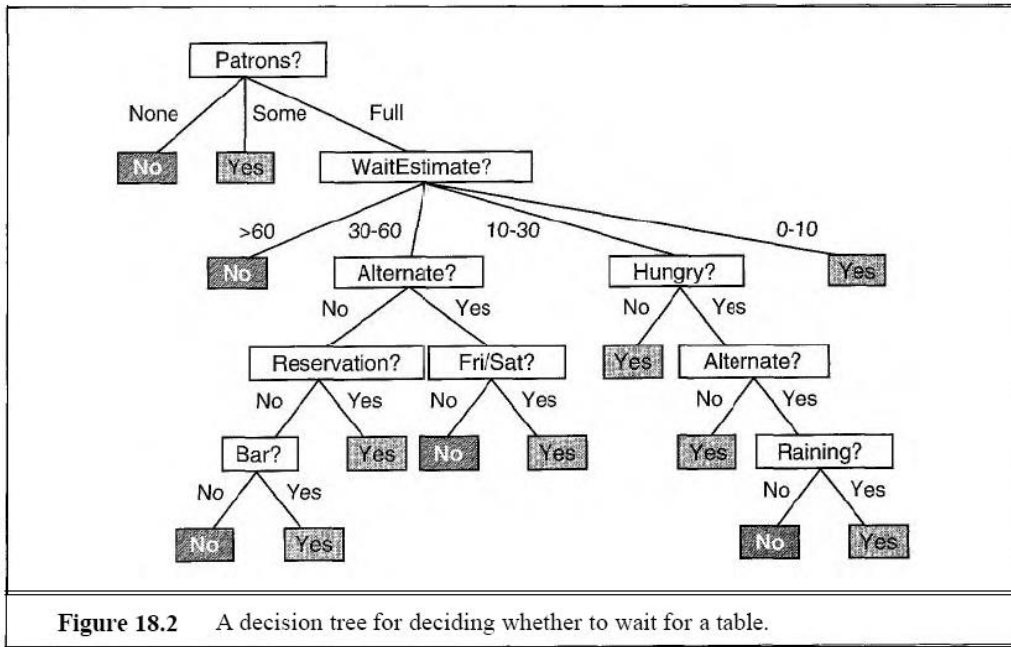 Patrons?
None Some Full
No Yes WaitEstimate?
>60 30-60 10-30 0-10
No Alternate? Hungry? Yes
No Yes No Yes
Reservation? Fri/Sat? Yes Alternate?
No Yes No Yes No Yes
Bar? Yes No Yes Yes Raining?
No Yes No Yes
No Yes No Yes
Figure 18.2 A decision tree for deciding whether to wait for a table.